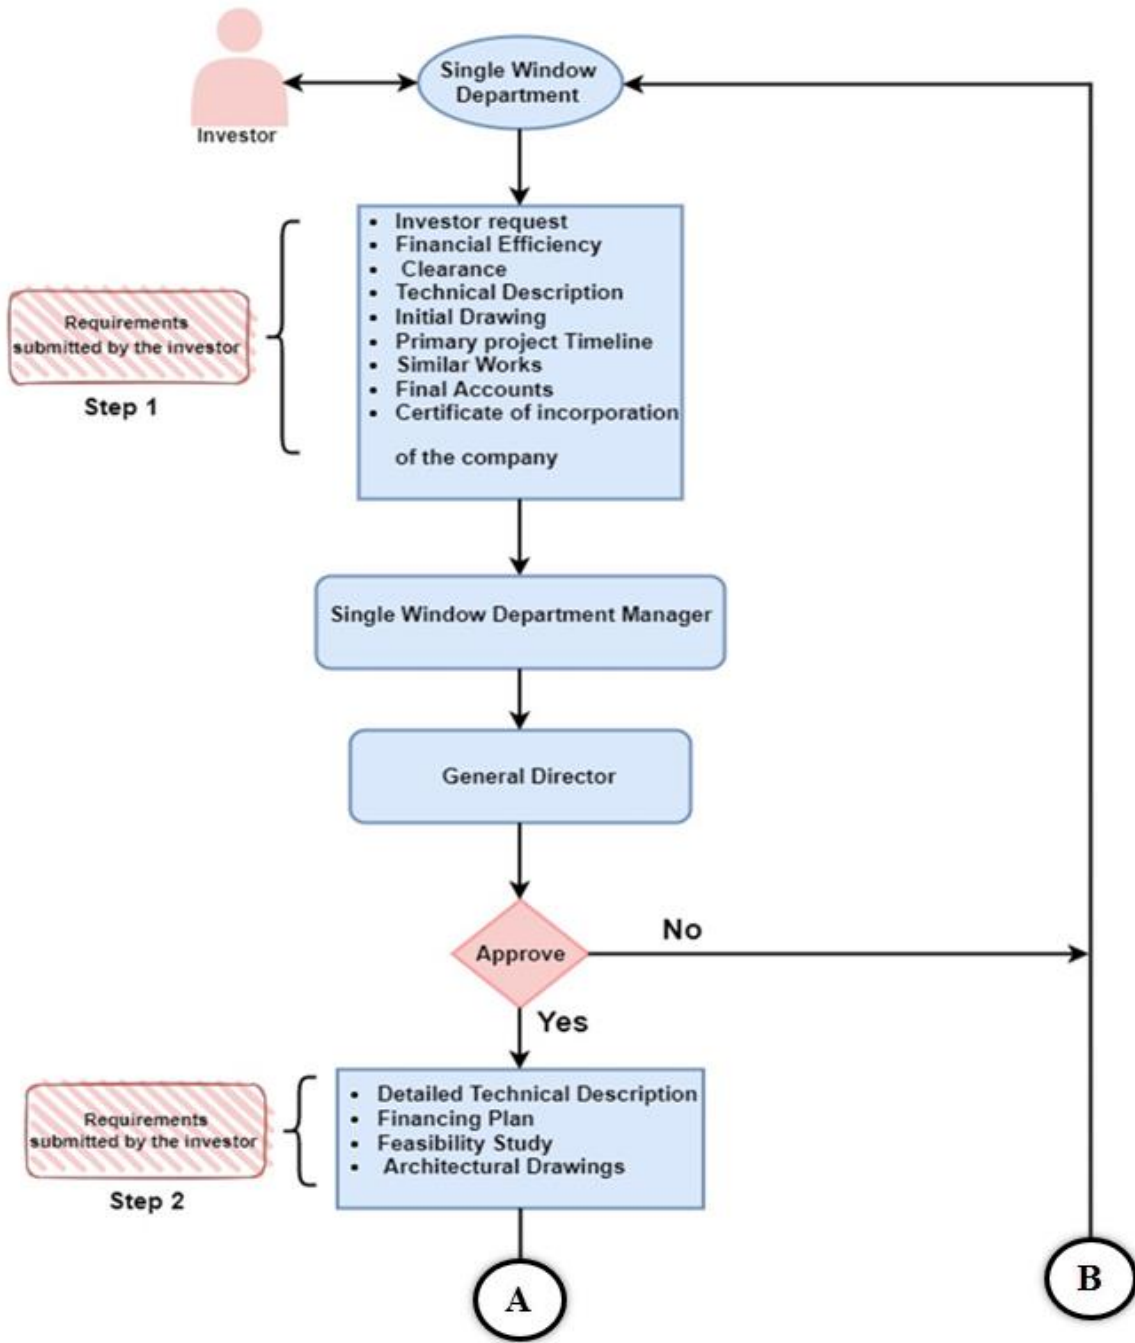 Single Window
Department
Investor
• Investor request
• Financial Efficiency
• Clearance
• Technical Description
• Initial Drawing
• Primary project Timeline
• Similar Works
• Final Accounts
• Certificate of incorporation
of the company
Requirements
submitted by the investor
Step 1
Single Window Department Manager
General Director
Approve
No
Yes
• Detailed Technical Description
• Financing Plan
• Feasibility Study
• Architectural Drawings
Requirements
submitted by the investor
Step 2
A
B